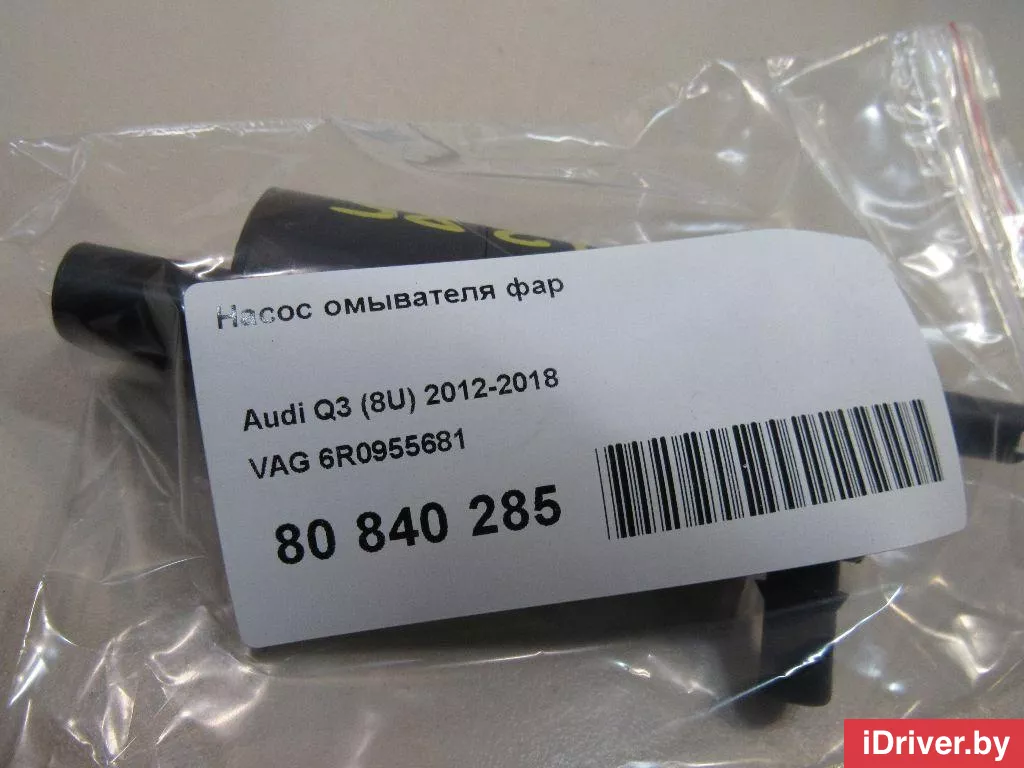 Насос омывателя фар
Audi Q3 (8U) 2012-2018
VAG 6R0955681
80 840 285
iDriver.by